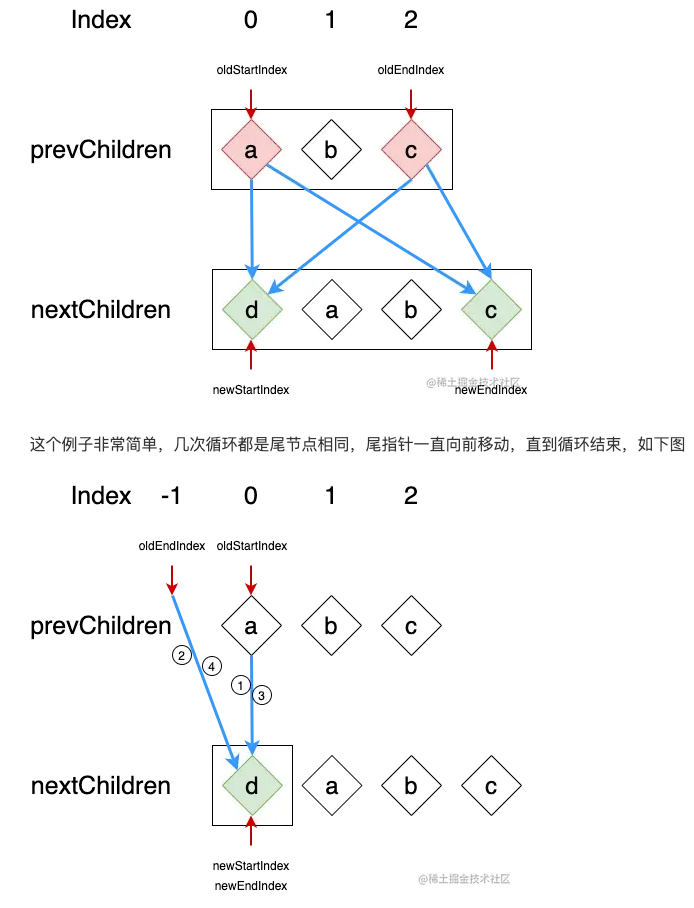 Index 0 1 2
oldStartIndex oldEndIndex
prevChildren a b c
nextChildren d a b c
@稀土掘金技术社区
newStartIndex newEndIndex
这个例子非常简单，几次循环都是尾节点相同，尾指针一直向前移动，直到循环结束，如下图
Index -1 0 1 2
oldEndIndex oldStartIndex
prevChildren a b c
2 4 1 3
nextChildren d a b c
newStartIndex
newEndIndex
@稀土掘金技术社区